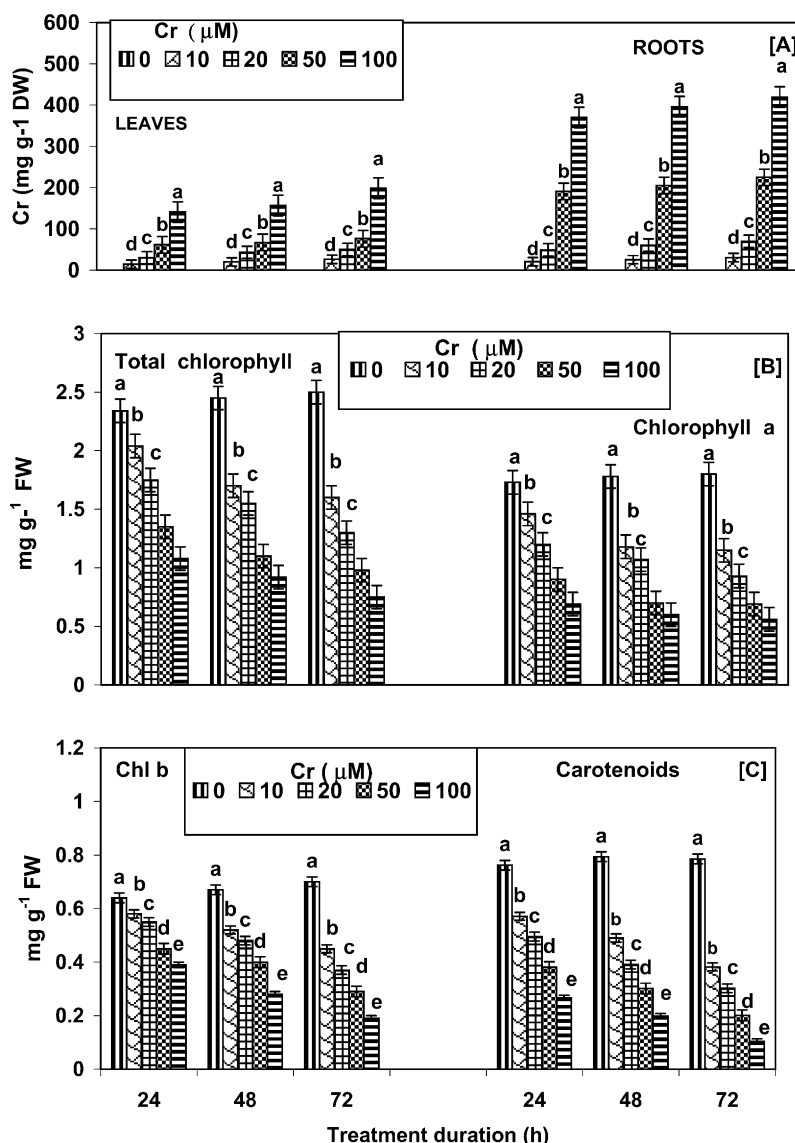 600
500
400
300
200
100
0
Cr (mg g-1 DW)
Cr ( µM)
0 10 20 50 100
LEAVES
ROOTS
[A]
d c b a
d c b a
d c b a
d c b a
d c b a
d c b a
3
2.5
2
1.5
1
0.5
0
mg g-1 FW
Total chlorophyll
Cr ( µM)
0 10 20 50 100
[B]
Chlorophyll a
a b c
a b c
a b c
a b c
a b c
a b c
1.2
1
0.8
0.6
0.4
0.2
0
mg g-1 FW
Chl b
Cr ( µM)
0 10 20 50 100
Carotenoids
[C]
a b c d e
a b c d e
a b c d e
a b c d e
a b c d e
a b c d e
24 48 72 24 48 72
Treatment duration (h)